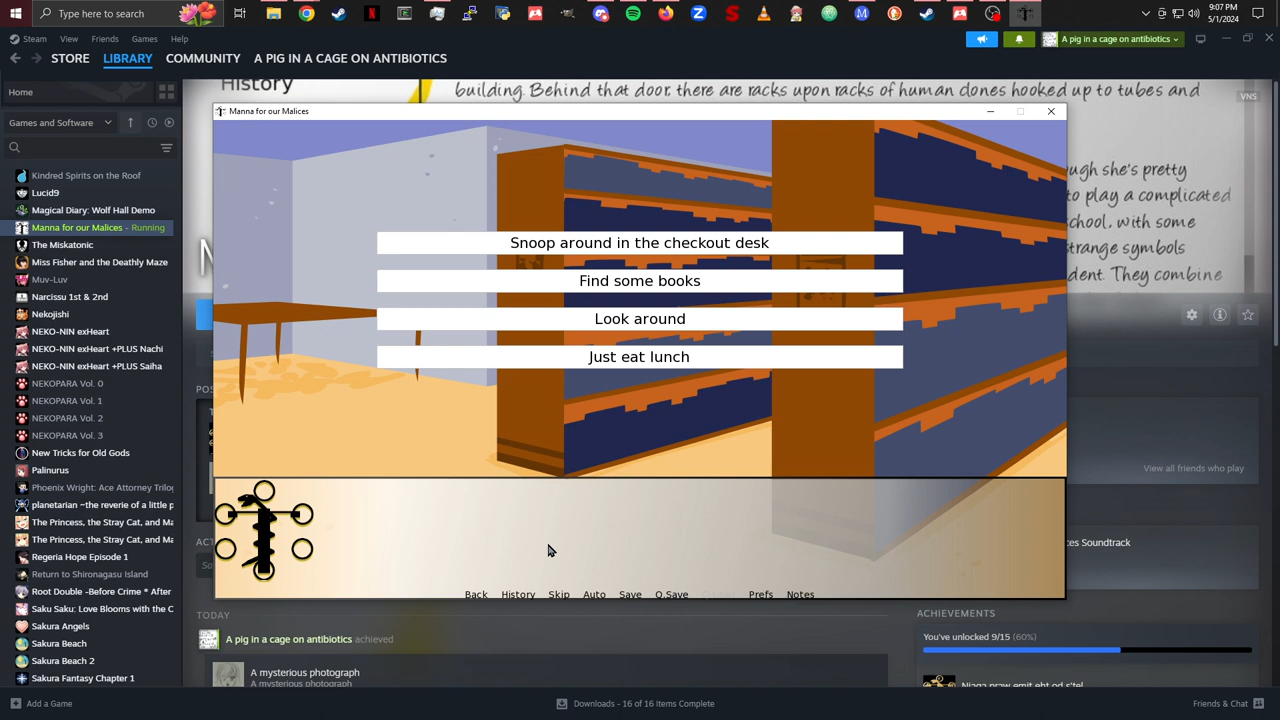 Type here to search
9:07 PM
5/1/2024
Steam View Friends Games Help
A pig in a cage on antibiotics
STORE LIBRARY COMMUNITY A PIG IN A CAGE ON ANTIBIOTICS
Home
Games and Software
Kindred Spirits on the Roof
Lucid9
Magical Diary: Wolf Hall Demo
Manna for our Malices - Running
The Miskatonic
Miss Fisher and the Deathly Maze
Muv-Luv
Narcissu 1st & 2nd
Nekojishi
NEKO-NIN exHeart
NEKO-NIN exHeart +PLUS Nachi
NEKO-NIN exHeart +PLUS Saiha
NEKOPARA Vol. 0
NEKOPARA Vol. 1
NEKOPARA Vol. 2
NEKOPARA Vol. 3
New Tricks for Old Gods
Palinurus
Phoenix Wright: Ace Attorney Trilog
planetarian ~the reverie of a little p
The Princess, the Stray Cat, and Ma
The Princess, the Stray Cat, and Ma
Regeria Hope Episode 1
Return to Shironagasu Island
Root Double -Before Crime * After
Saku Saku: Love Blooms with the C
Sakura Angels
Sakura Beach
Sakura Beach 2
Sakura Fantasy Chapter 1
Add a Game
History
building. Behind that door, there are racks upon racks of human clones hooked up to tubes and
VNS
ough she's pretty
to play a complicated
school, with some
strange symbols
dent. They combine
Manna for our Malices
Snoop around in the checkout desk
Find some books
Look around
Just eat lunch
Back History Skip Auto Save Q.Save Prefs Notes
View all friends who play
ces Soundtrack
TODAY
A pig in a cage on antibiotics achieved
A mysterious photograph
A mysterious photograph
ACHIEVEMENTS
You've unlocked 9/15 (60%)
Niaga praw emit eht od s'tel
Downloads - 16 of 16 Items Complete
Friends & Chat